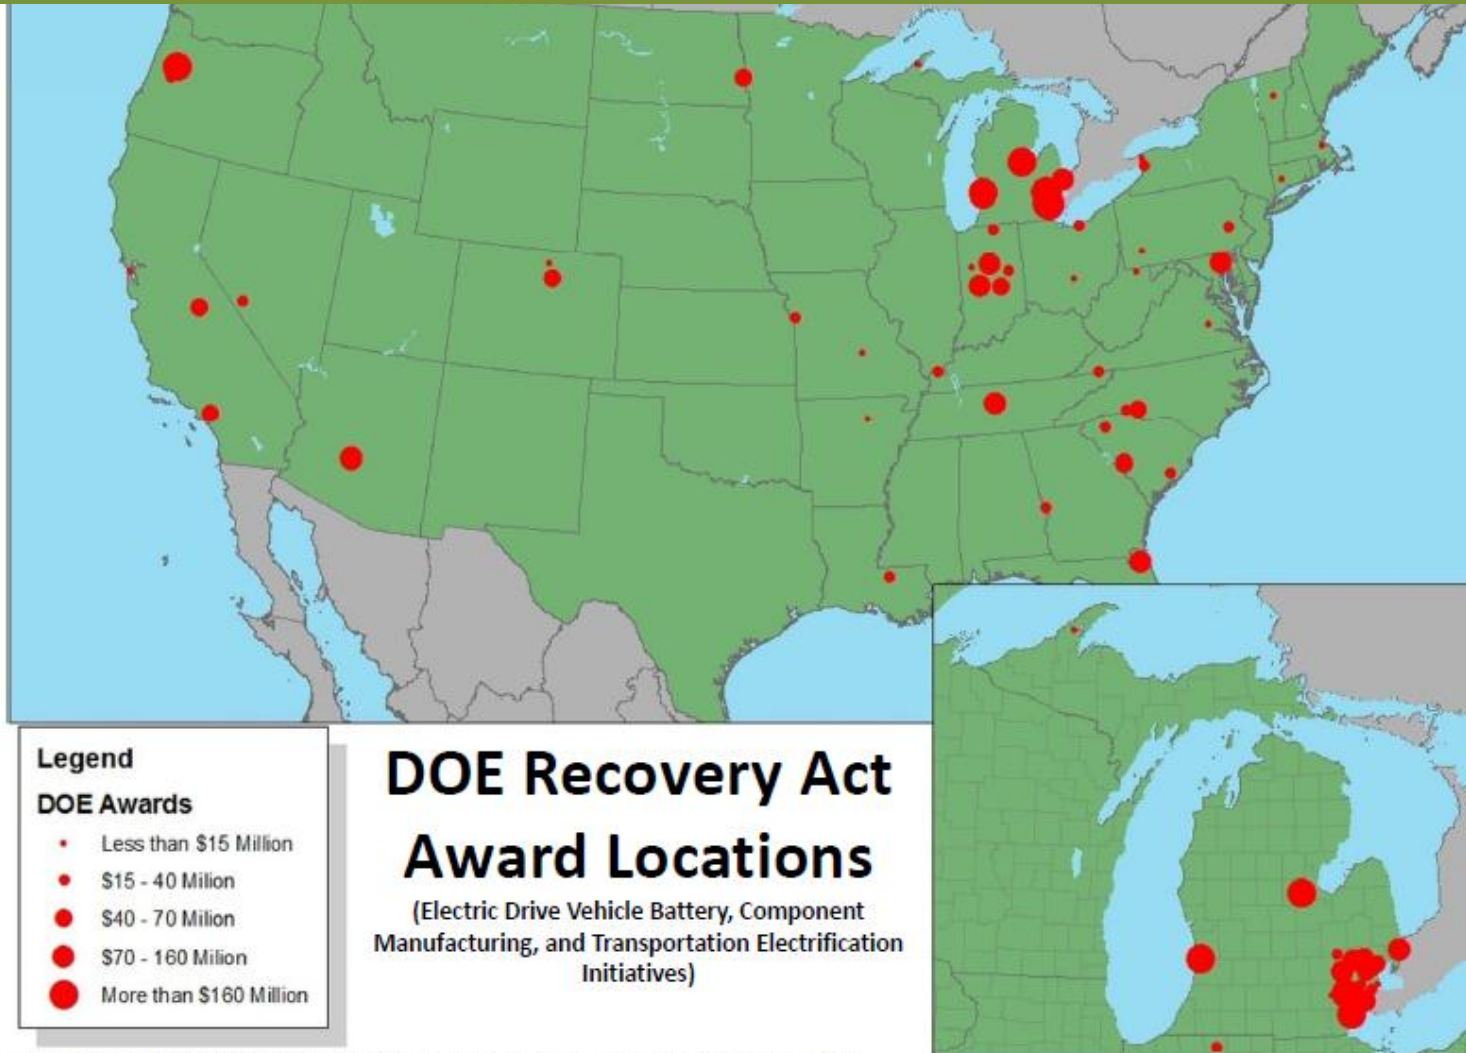 Legend
DOE Awards
Less than $15 Million
$15 - 40 Milion
$40 - 70 Milion
$70 - 160 Milion
More than $160 Million
DOE Recovery Act
Award Locations
(Electric Drive Vehicle Battery, Component
Manufacturing, and Transportation Electrification
Initiatives)